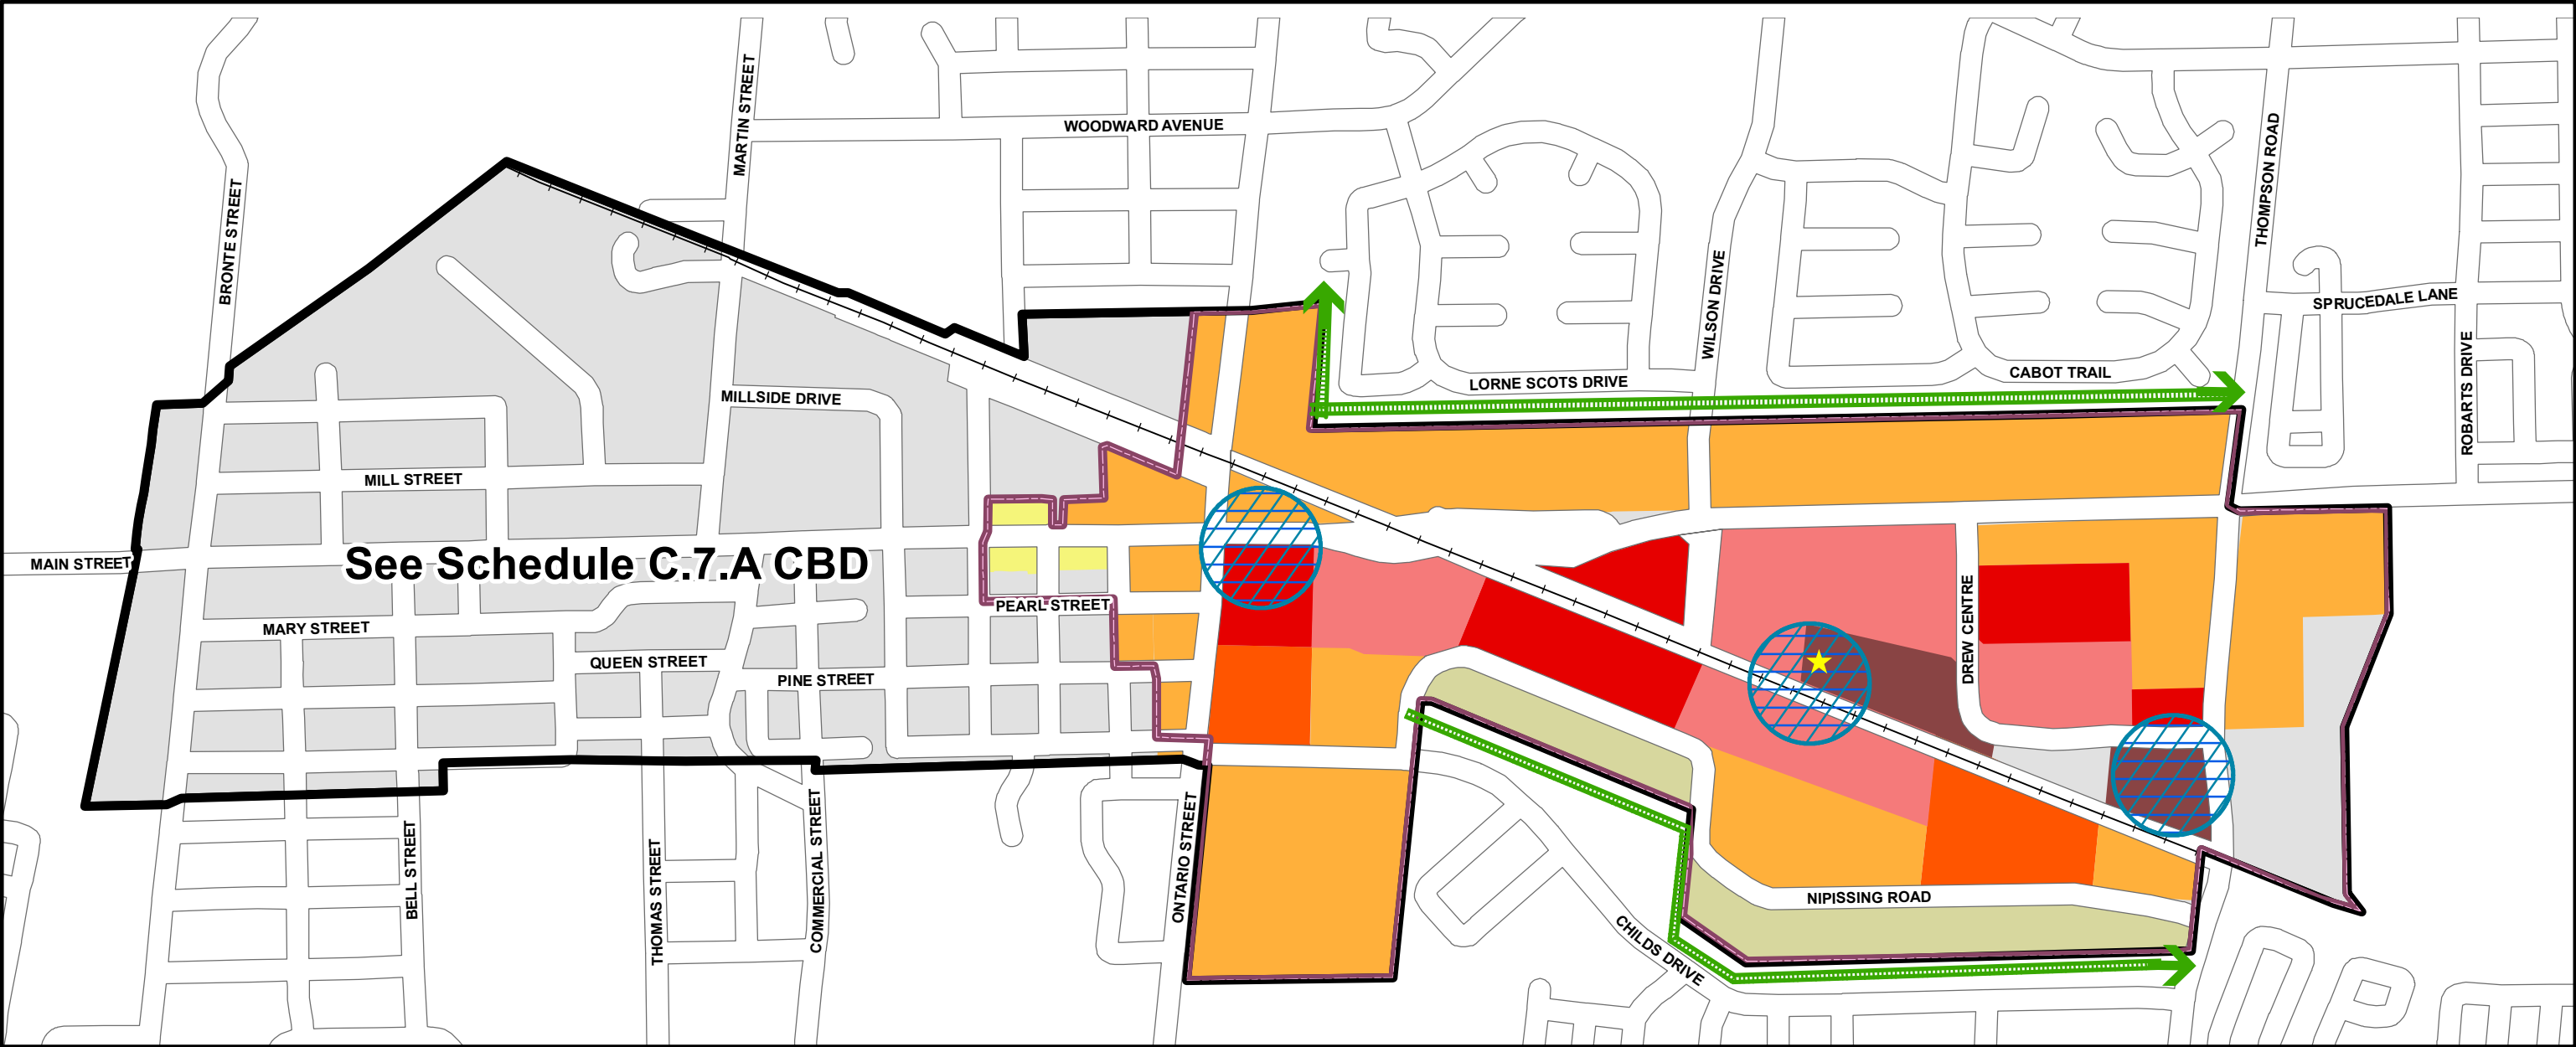 MARTIN STREET
WOODWARD AVENUE
THOMPSON ROAD
BRONTE STREET
WILSON DRIVE
SPRUCEDALE LANE
ROBARTS DRIVE
LORNE SCOTS DRIVE
CABOT TRAIL
MILLSIDE DRIVE
MILL STREET
MAIN STREET
See Schedule C.7.A CBD
PEARL STREET
DREW CENTRE
MARY STREET
QUEEN STREET
PINE STREET
ONTARIO STREET
BELL STREET
THOMAS STREET
COMMERCIAL STREET
NIPISSING ROAD
CHILDS DRIVE